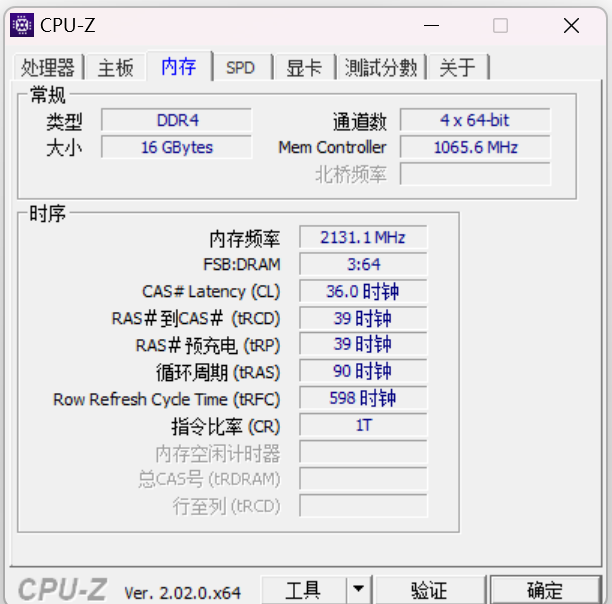 CPU-Z
处理器 主板 内存 SPD 显卡 測試分數 关于
常规
类型 DDR4 通道数 4 x 64-bit
大小 16 GBytes Mem Controller 1065.6 MHz
北桥频率
时序
内存频率 2131.1 MHz
FSB:DRAM 3:64
CAS# Latency (CL) 36.0 时钟
RAS# 到CAS# (tRCD) 39 时钟
RAS# 预充电 (tRP) 39 时钟
循环周期 (tRAS) 90 时钟
Row Refresh Cycle Time (tRFC) 598 时钟
指令比率 (CR) 1T
内存空闲计时器
总CAS号 (tRDRAM)
行至列 (tRCD)
CPU-Z Ver. 2.02.0.x64 工具 验证 确定